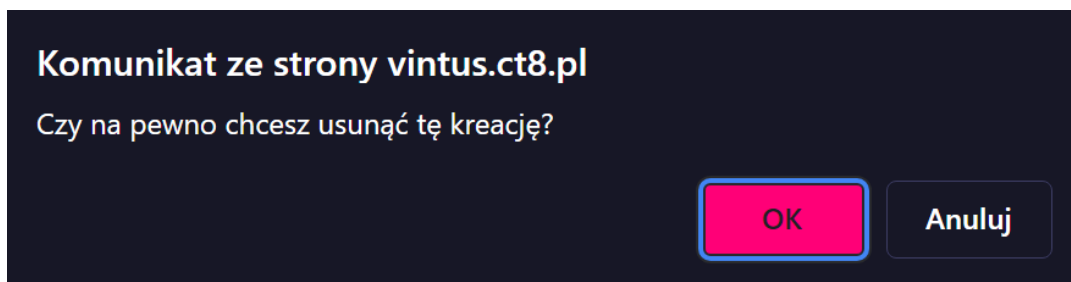 Komunikat ze strony vintus.ct8.pl
Czy na pewno chcesz usunąć tę kreację?
OK
Anuluj